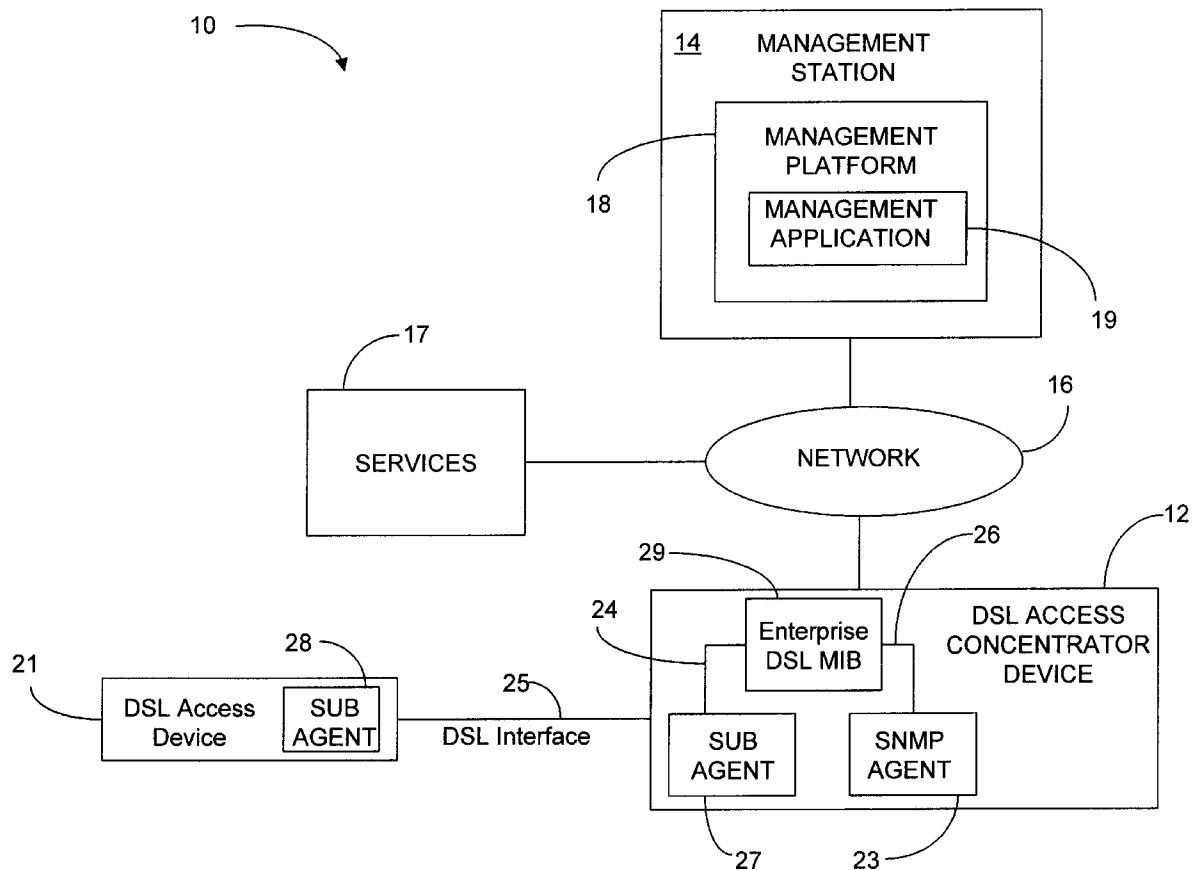 10
14
MANAGEMENT
STATION
18
MANAGEMENT
PLATFORM
MANAGEMENT
APPLICATION
19
17
SERVICES
16
NETWORK
12
29
26
24
Enterprise
DSL MIB
DSL ACCESS
CONCENTRATOR
DEVICE
21
28
DSL Access
Device
SUB
AGENT
25
DSL Interface
SUB
AGENT
SNMP
AGENT
27
23